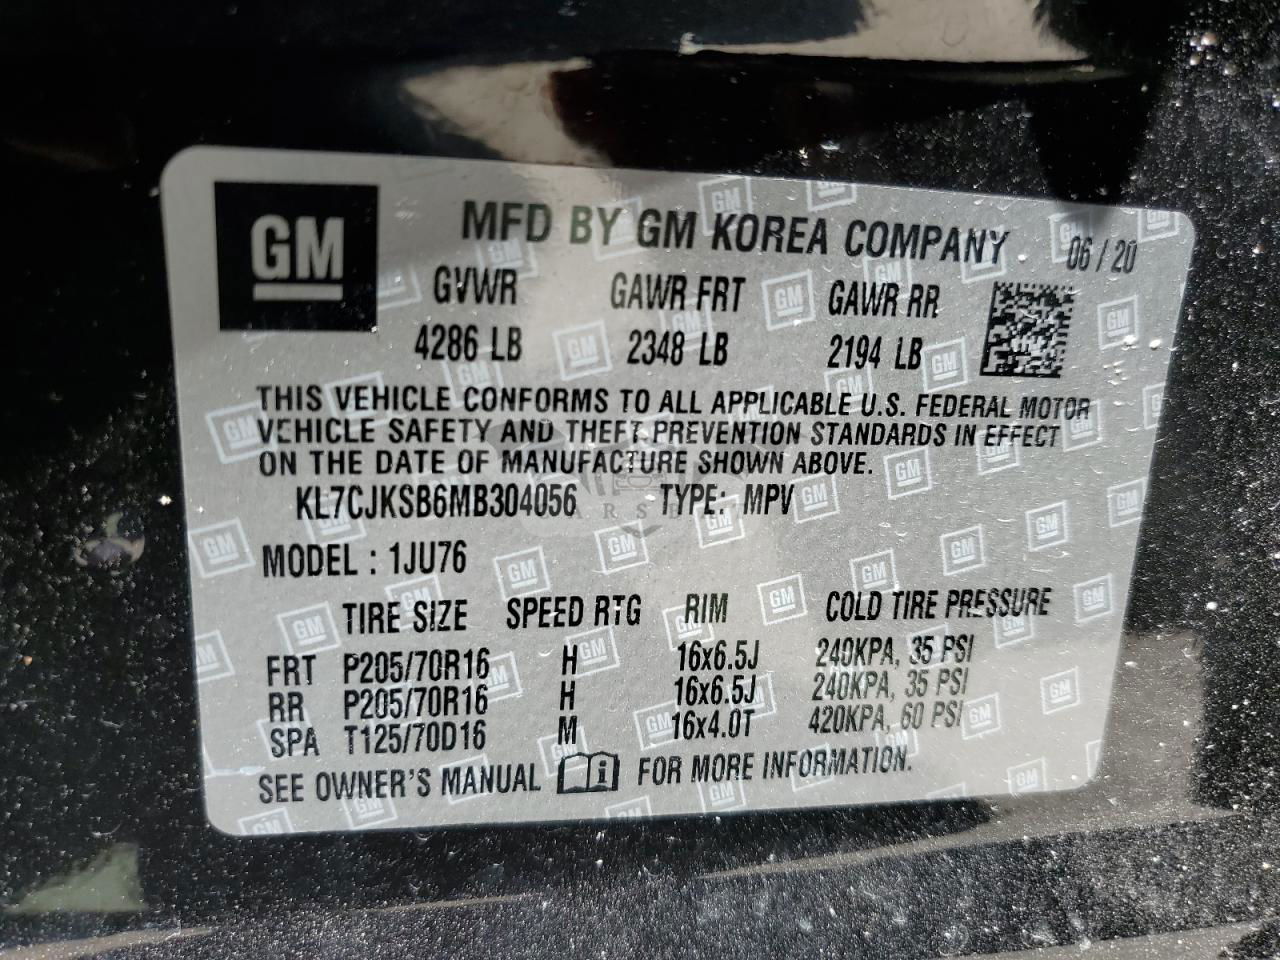 GM
MFD BY GM KOREA COMPANY 06/20
GVWR GAWR FRT GAWR RR
4286 LB 2348 LB 2194 LB
THIS VEHICLE CONFORMS TO ALL APPLICABLE U.S. FEDERAL MOTOR
VEHICLE SAFETY AND THEFT PREVENTION STANDARDS IN EFFECT
ON THE DATE OF MANUFACTURE SHOWN ABOVE.
KL7CJKSB6MB304056 TYPE: MPV
MODEL : 1JU76
TIRE SIZE SPEED RTG RIM COLD TIRE PRESSURE
FRT P205/70R16 H 16x6.5J 240KPA, 35 PSI
RR P205/70R16 H 16x6.5J 240KPA, 35 PSI
SPA T125/70D16 M 16x4.0T 420KPA, 60 PSI
SEE OWNER'S MANUAL i FOR MORE INFORMATION.